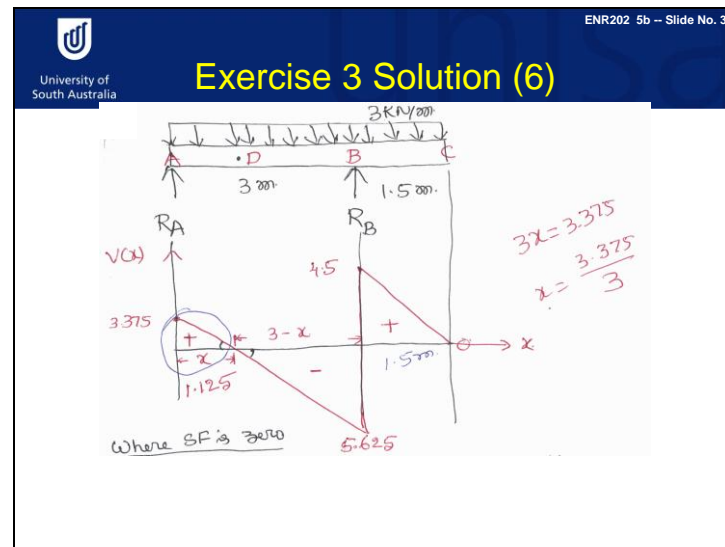 ENR202 5b -- Slide No. 3
University of
South Australia
Exercise 3 Solution (6)
3KN/m
A D B C
3 m. 1.5 m.
RA RB
V(x)
3x = 3.375
x = 3.375/3
4.5
3.375
+ 3-x +
x
x
1.125 - 1.5m.
5.625
Where SF is zero